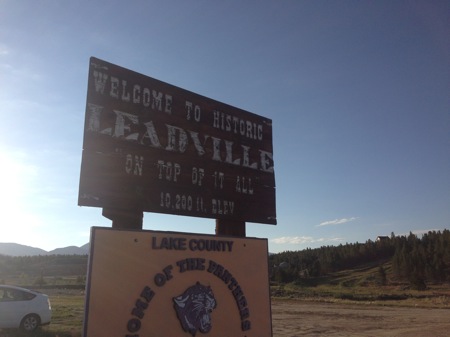 WELCOME TO HISTORIC
LEADVILLE
ON TOP OF IT ALL
10,200 ft. ELEV
LAKE COUNTY
HOME OF THE PANTHERS